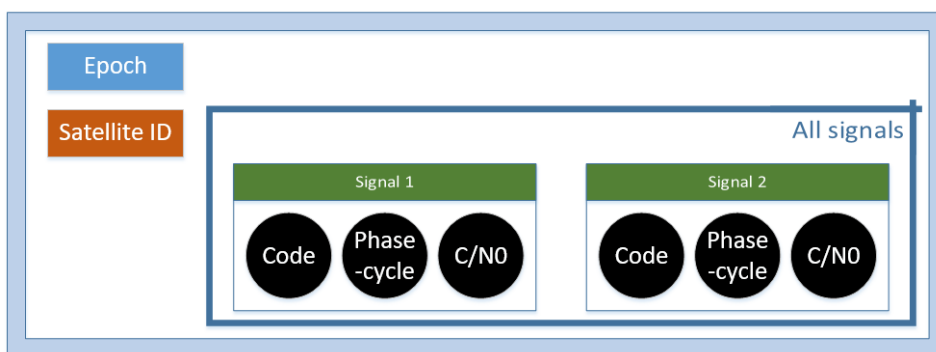 Epoch
Satellite ID
All signals
Signal 1
Signal 2
Code
Phase
-cycle
C/N0
Code
Phase
-cycle
C/N0